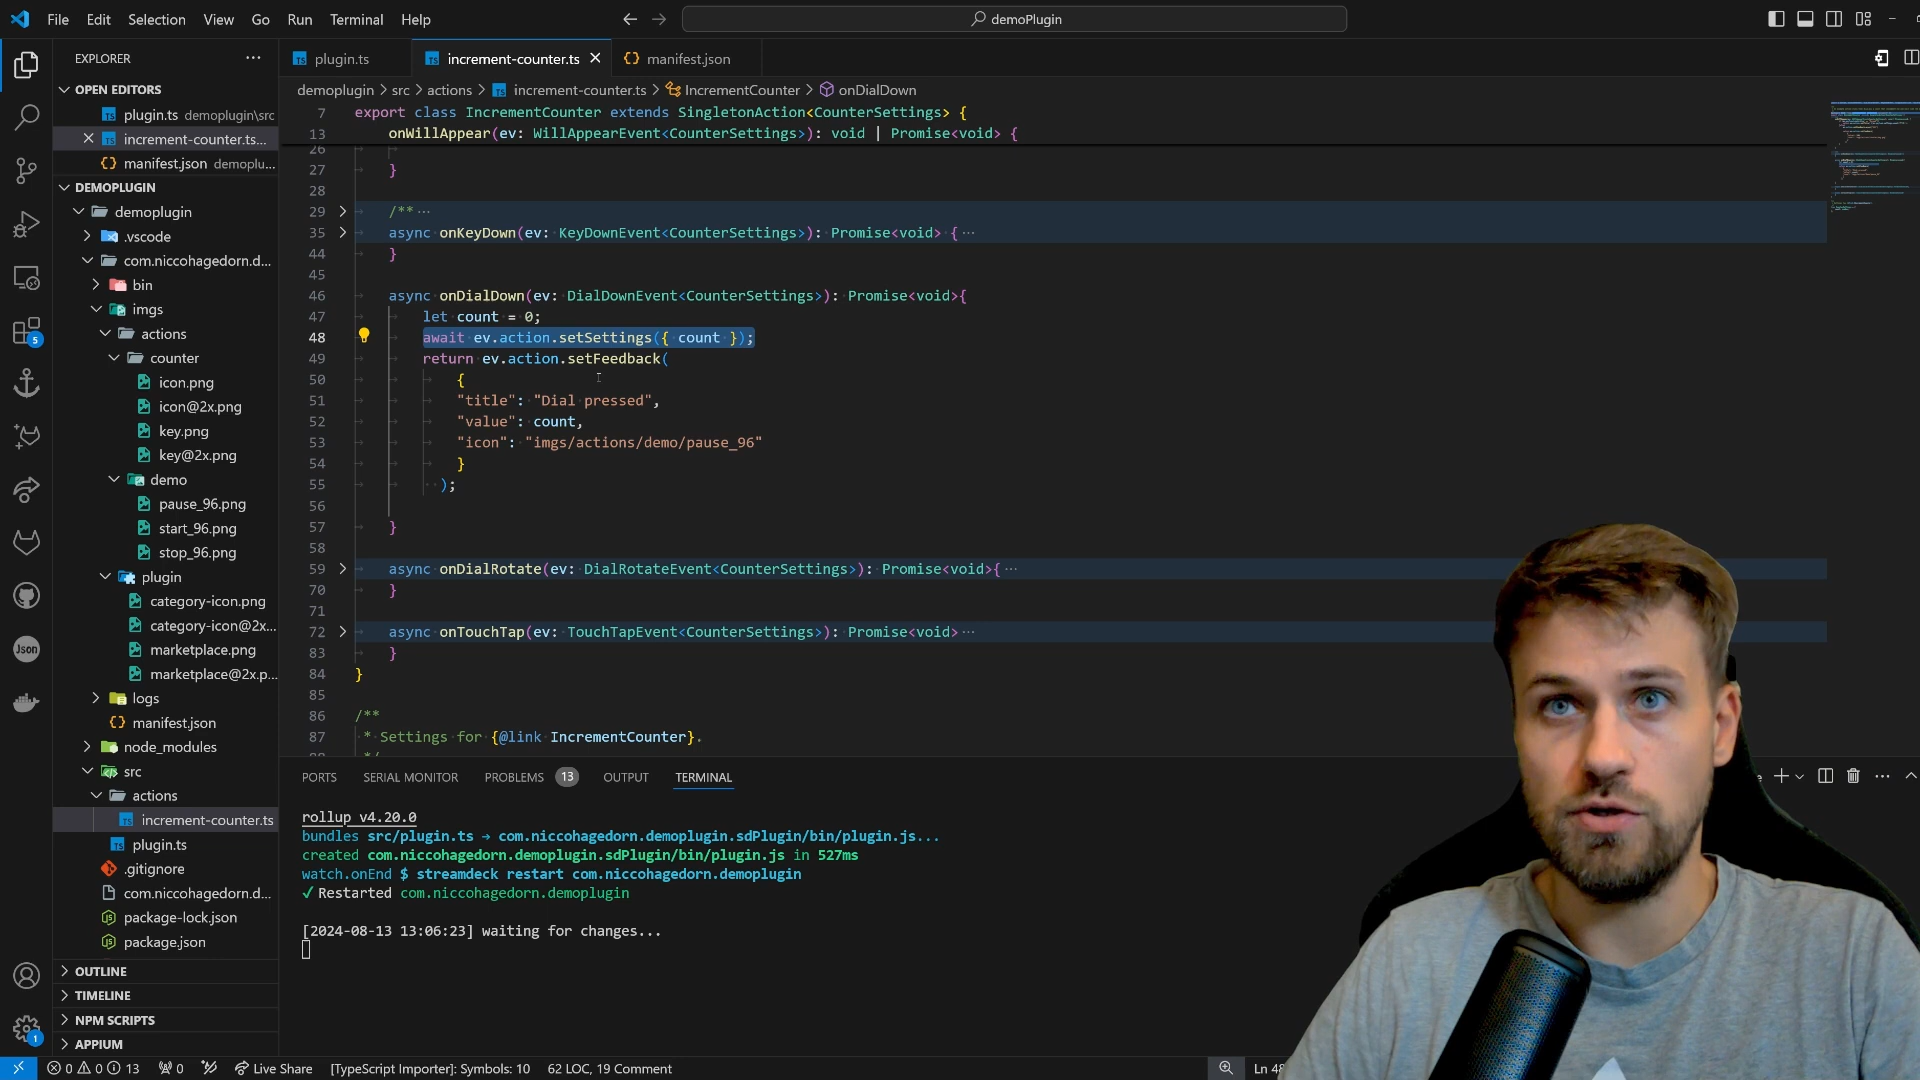 File Edit Selection View Go Run Terminal Help
demoPlugin
EXPLORER
OPEN EDITORS
plugin.ts demoplugin\src
increment-counter.ts...
manifest.json demoplu...
DEMOPLUGIN
demoplugin
.vscode
com.niccohagedorn.d...
bin
imgs
actions
counter
icon.png
icon@2x.png
key.png
key@2x.png
demo
pause_96.png
start_96.png
stop_96.png
plugin
category-icon.png
category-icon@2x...
marketplace.png
marketplace@2x.p...
logs
manifest.json
node_modules
src
actions
increment-counter.ts
plugin.ts
.gitignore
com.niccohagedorn.d...
package-lock.json
package.json
OUTLINE
TIMELINE
NPM SCRIPTS
APPIUM
5
Json
1
plugin.ts
increment-counter.ts
manifest.json
demoplugin > src > actions > increment-counter.ts > IncrementCounter > onDialDown
7 export class IncrementCounter extends SingletonAction<CounterSettings> {
13 onWillAppear(ev: WillAppearEvent<CounterSettings>): void | Promise<void> {
26
27 }
28
29 /** ...
35 async onKeyDown(ev: KeyDownEvent<CounterSettings>): Promise<void> { ...
44 }
45
46 async onDialDown(ev: DialDownEvent<CounterSettings>): Promise<void>{
47 let count = 0;
48 await ev.action.setSettings({ count });
49 return ev.action.setFeedback(
50 {
51 "title": "Dial pressed",
52 "value": count,
53 "icon": "imgs/actions/demo/pause_96"
54 }
55 );
56
57 }
58
59 async onDialRotate(ev: DialRotateEvent<CounterSettings>): Promise<void>{ ...
70 }
71
72 async onTouchTap(ev: TouchTapEvent<CounterSettings>): Promise<void> ...
83 }
84 }
85
86 /**
87 * Settings for {@link IncrementCounter}.
*/
PORTS SERIAL MONITOR PROBLEMS 13 OUTPUT TERMINAL
rollup v4.20.0
bundles src/plugin.ts → com.niccohagedorn.demoplugin.sdPlugin/bin/plugin.js...
created com.niccohagedorn.demoplugin.sdPlugin/bin/plugin.js in 527ms
watch.onEnd $ streamdeck restart com.niccohagedorn.demoplugin
✓ Restarted com.niccohagedorn.demoplugin
[2024-08-13 13:06:23] waiting for changes...
0 0 13 0 Live Share [TypeScript Importer]: Symbols: 10 62 LOC, 19 Comment